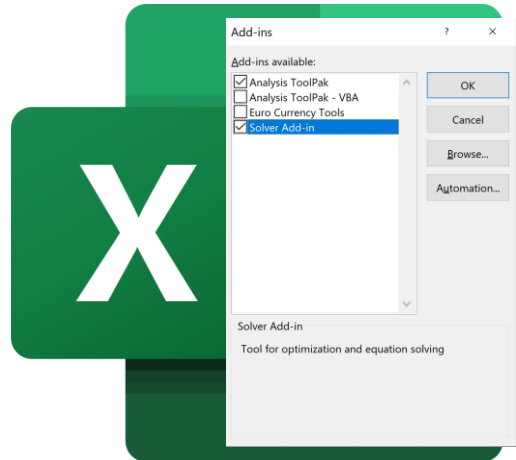 Add-ins ? ×
Add-ins available:
Analysis ToolPak
Analysis ToolPak - VBA
Euro Currency Tools
Solver Add-in
OK
Cancel
Browse...
Automation...
X
Solver Add-in
Tool for optimization and equation solving